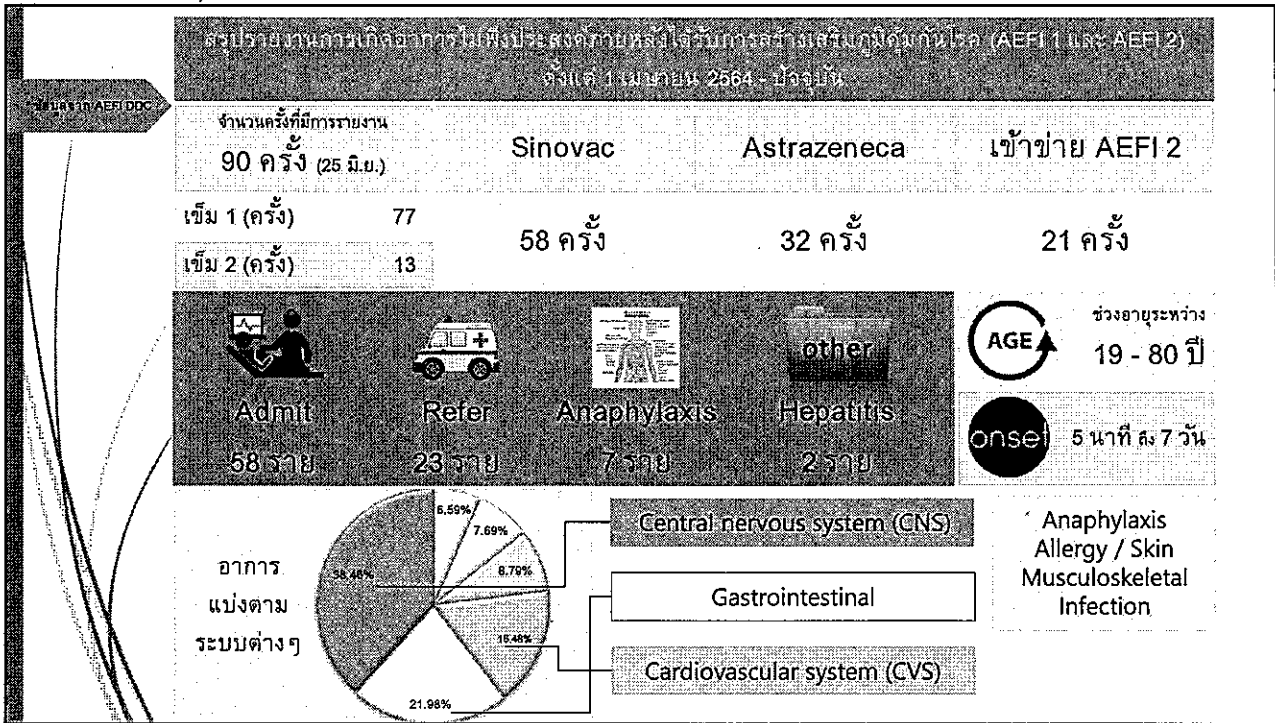 สรุปรายงานการเกิดอาการไม่พึงประสงค์ภายหลังได้รับการสร้างเสริมภูมิคุ้มกันโรค (AEFI 1 และ AEFI 2)
ตั้งแต่ 1 เมษายน 2564 - ปัจจุบัน
ข้อมูลจาก AEFI DDC
จำนวนครั้งที่มีการรายงาน
90 ครั้ง (25 มิ.ย.)
Sinovac
Astrazeneca
เข้าข่าย AEFI 2
เข็ม 1 (ครั้ง) 77
เข็ม 2 (ครั้ง) 13
58 ครั้ง
32 ครั้ง
21 ครั้ง
other
Admit
Refer
Anaphylaxis
Hepatitis
58 ราย
23 ราย
7 ราย
2 ราย
AGE
ช่วงอายุระหว่าง
19 - 80 ปี
onset
5 นาที ถึง 7 วัน
อาการ
แบ่งตาม
ระบบต่างๆ
6.59%
7.69%
8.79%
16.48%
21.98%
38.46%
Central nervous system (CNS)
Gastrointestinal
Cardiovascular system (CVS)
Anaphylaxis
Allergy / Skin
Musculoskeletal
Infection